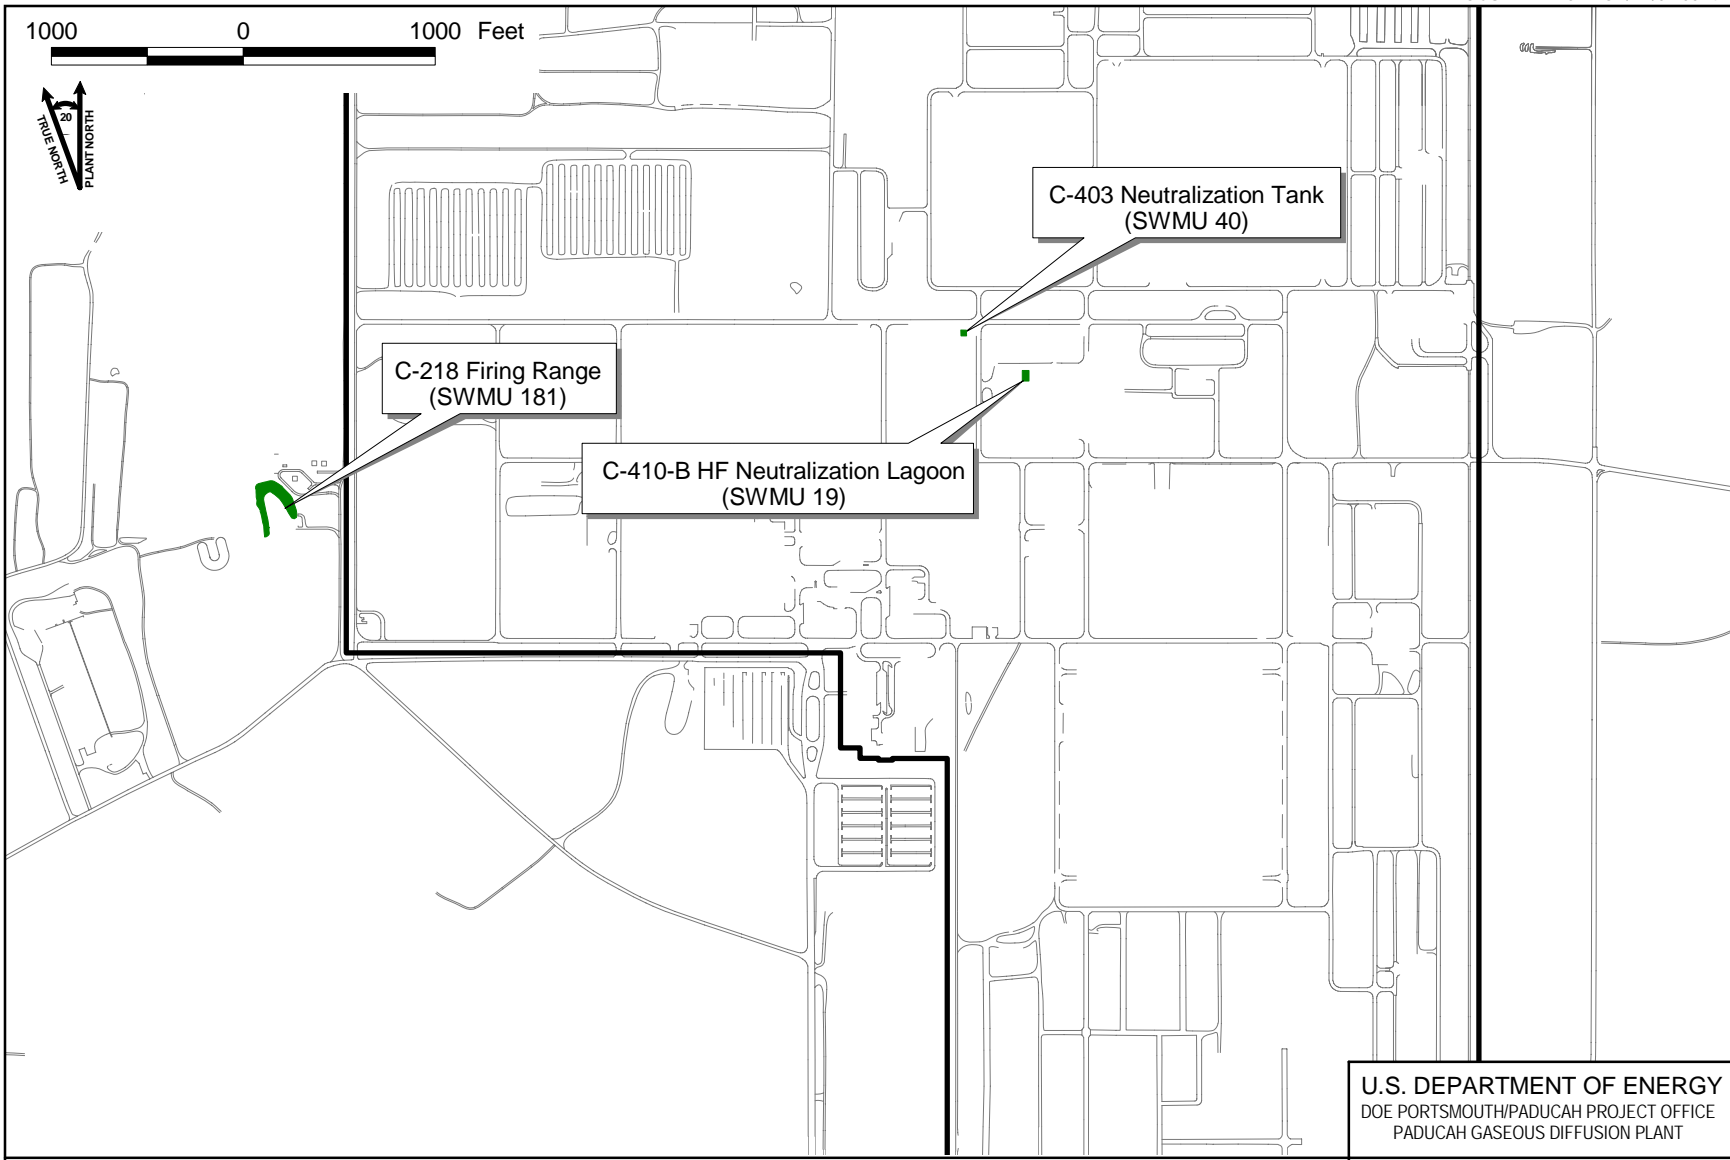 1000 0 1000 Feet
20
TRUE NORTH
PLANT NORTH
C-403 Neutralization Tank
(SWMU 40)
C-218 Firing Range
(SWMU 181)
C-410-B HF Neutralization Lagoon
(SWMU 19)
U.S. DEPARTMENT OF ENERGY
DOE PORTSMOUTH/PADUCAH PROJECT OFFICE
PADUCAH GASEOUS DIFFUSION PLANT